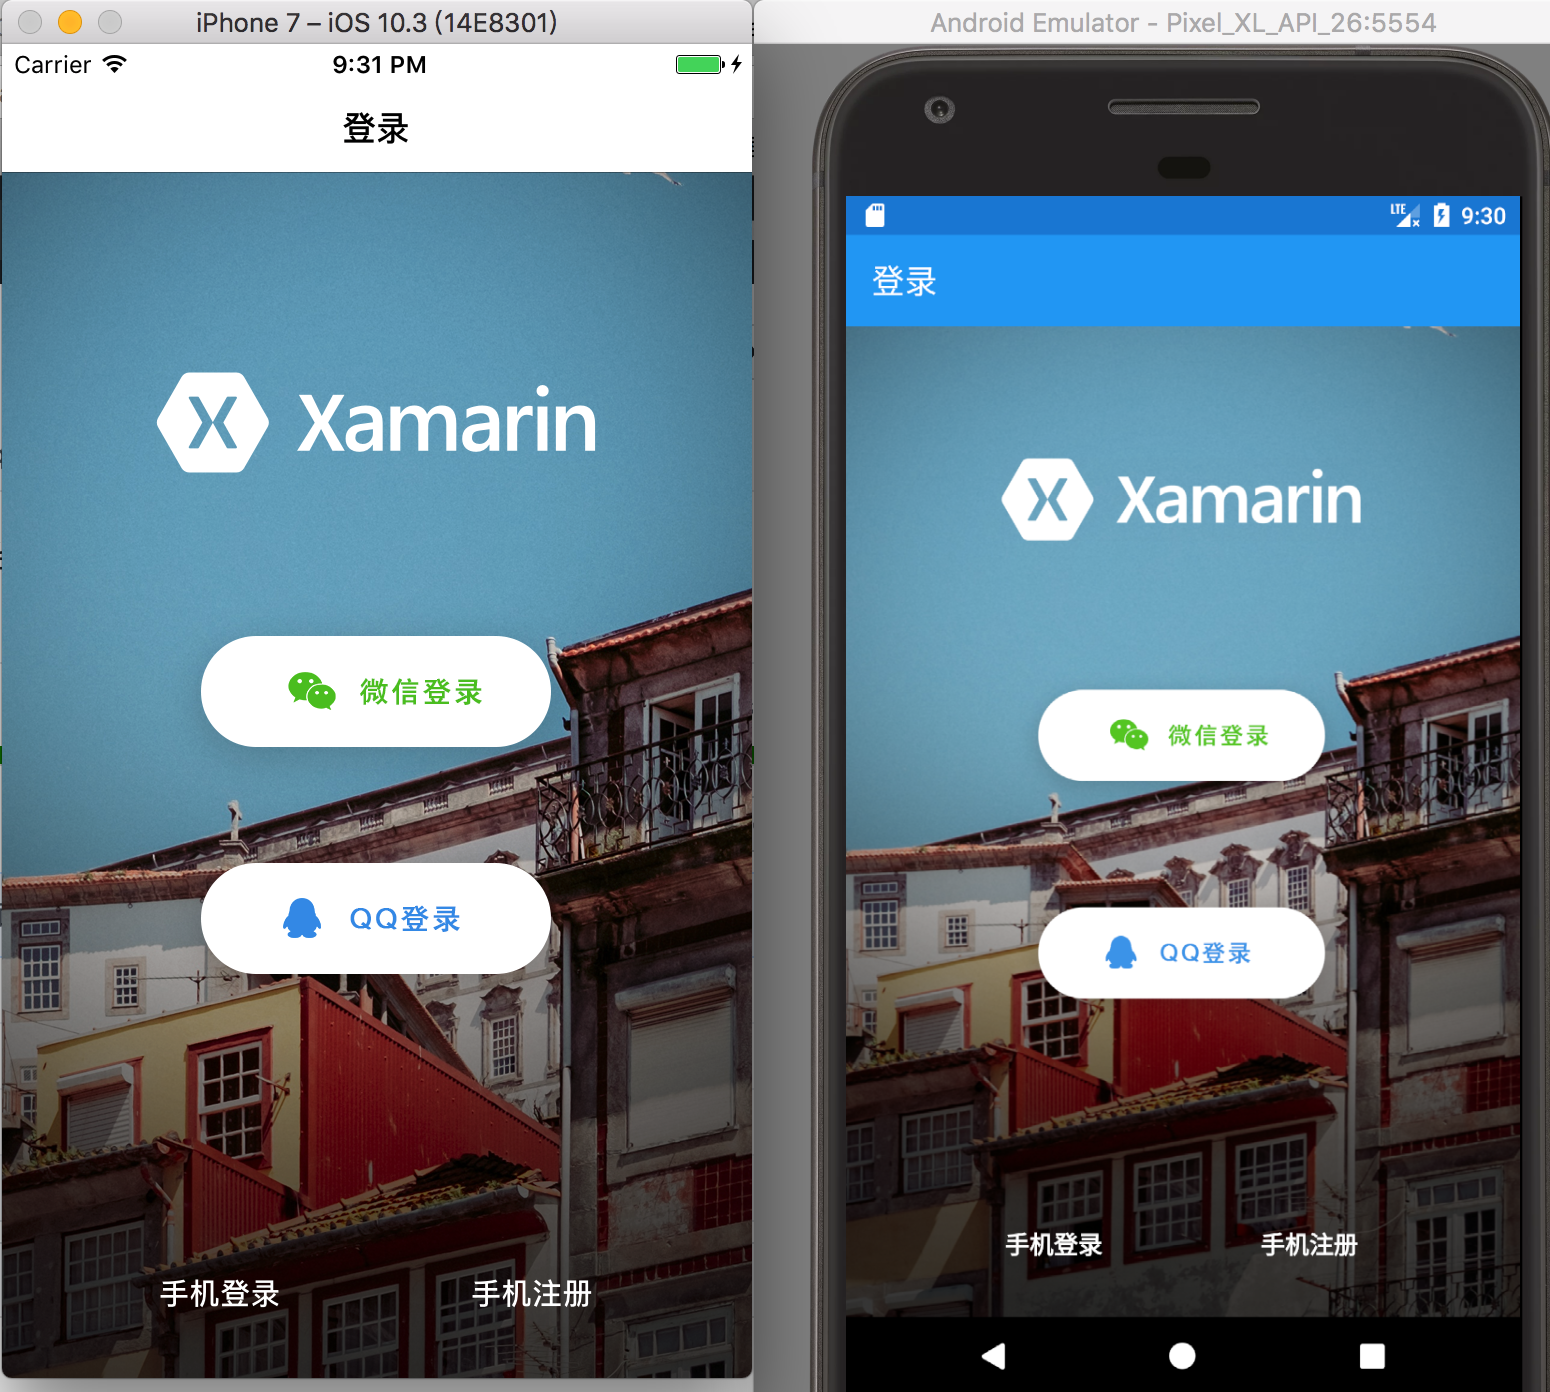 iPhone 7 – iOS 10.3 (14E8301)
Carrier 9:31 PM
登录
Xamarin
微信登录
QQ登录
手机登录 手机注册
Android Emulator - Pixel_XL_API_26:5554
LTE 9:30
登录
Xamarin
微信登录
QQ登录
手机登录 手机注册